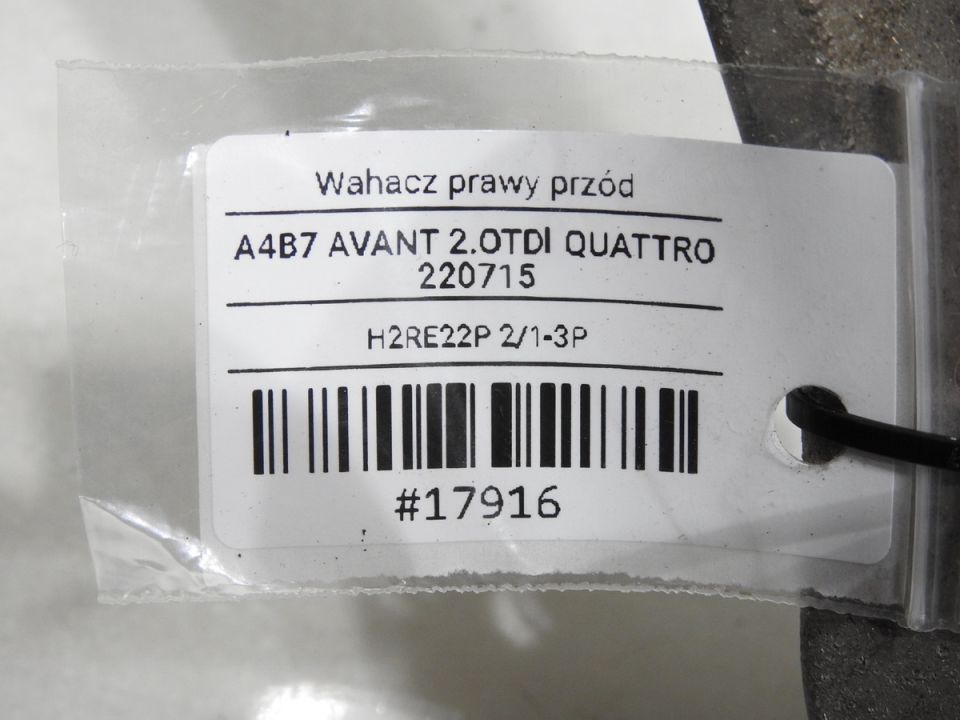 Wahacz prawy przód
A4B7 AVANT 2.0TDI QUATTRO
220715
H2RE22P 2/1-3P
#17916